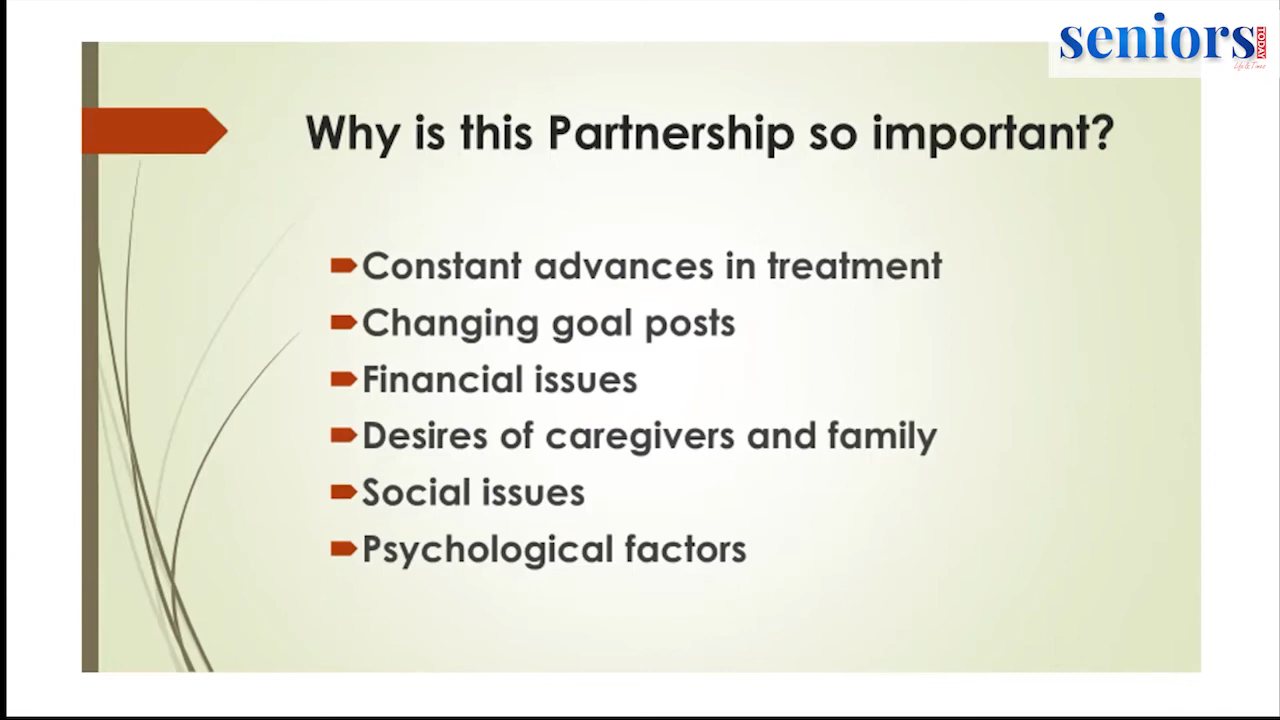 seniors
TODAY
Life & Times
Why is this Partnership so important?
Constant advances in treatment
Changing goal posts
Financial issues
Desires of caregivers and family
Social issues
Psychological factors